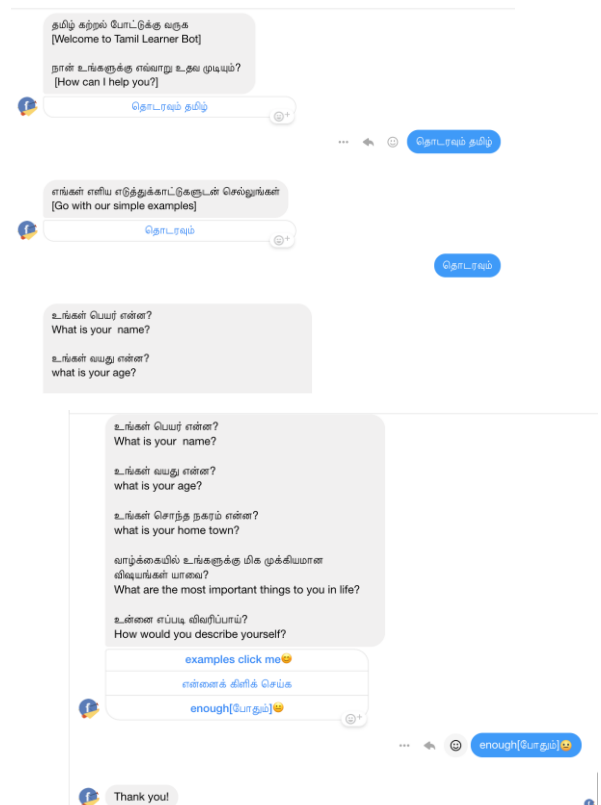 தமிழ் கற்றல் போட்டுக்கு வருக
[Welcome to Tamil Learner Bot]
நான் உங்களுக்கு எவ்வாறு உதவ முடியும்?
[How can I help you?]
தொடரவும் தமிழ்
தொடரவும் தமிழ்
எங்கள் எளிய எடுத்துக்காட்டுகளுடன் செல்லுங்கள்
[Go with our simple examples]
தொடரவும்
தொடரவும்
உங்கள் பெயர் என்ன?
What is your name?
உங்கள் வயது என்ன?
what is your age?
உங்கள் பெயர் என்ன?
What is your name?
உங்கள் வயது என்ன?
what is your age?
உங்கள் சொந்த நகரம் என்ன?
what is your home town?
வாழ்க்கையில் உங்களுக்கு மிக முக்கியமான
விஷயங்கள் யாவை?
What are the most important things to you in life?
உன்னை எப்படி விவரிப்பாய்?
How would you describe yourself?
examples click me😊
என்னைக் கிளிக் செய்க
enough[போதும்]😊
enough[போதும்]😉
Thank you!